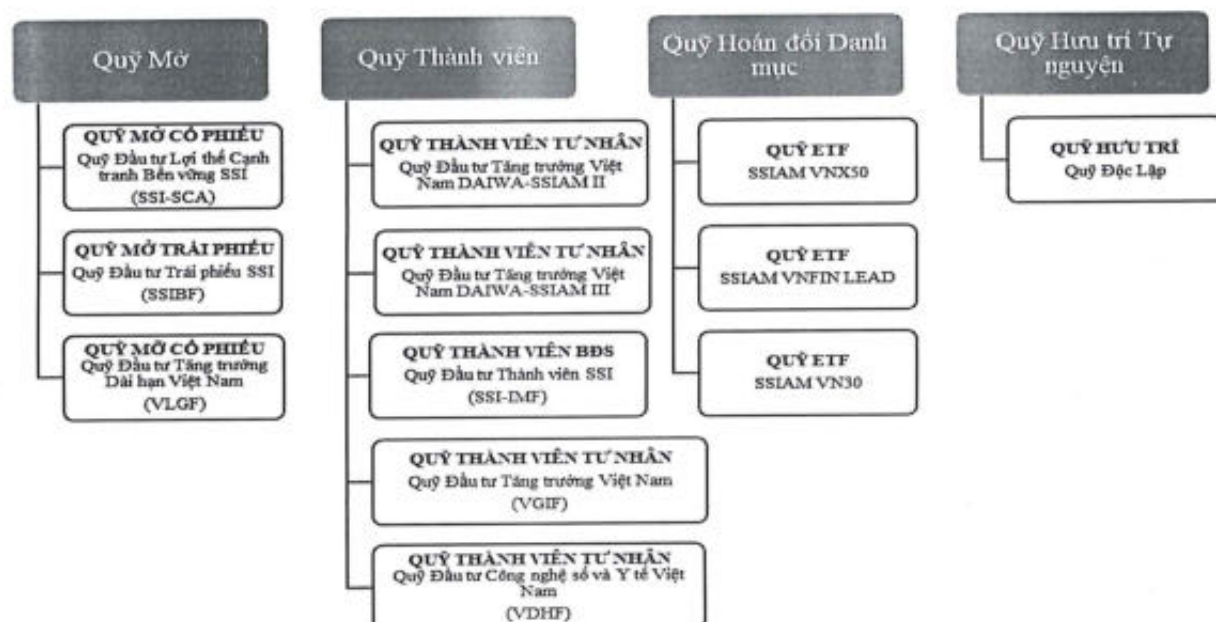 Quỹ Mở
QUỸ MỞ CỔ PHIẾU
Quỹ Đầu tư Lợi thế Cạnh
tranh Bền vững SSI
(SSI-SCA)
QUỸ MỞ TRÁI PHIẾU
Quỹ Đầu tư Trái phiếu SSI
(SSIBF)
QUỸ MỞ CỔ PHIẾU
Quỹ Đầu tư Tăng trưởng
Dài hạn Việt Nam
(VLGF)
Quỹ Thành viên
QUỸ THÀNH VIÊN TƯ NHÂN
Quỹ Đầu tư Tăng trưởng Việt
Nam DAIWA-SSIAM II
QUỸ THÀNH VIÊN TƯ NHÂN
Quỹ Đầu tư Tăng trưởng Việt
Nam DAIWA-SSIAM III
QUỸ THÀNH VIÊN BĐS
Quỹ Đầu tư Thành viên SSI
(SSI-IMF)
QUỸ THÀNH VIÊN TƯ NHÂN
Quỹ Đầu tư Tăng trưởng Việt Nam
(VGIF)
QUỸ THÀNH VIÊN TƯ NHÂN
Quỹ Đầu tư Công nghệ số và Y tế Việt
Nam
(VDHF)
Quỹ Hoán đổi Danh
mục
QUỸ ETF
SSIAM VNX50
QUỸ ETF
SSIAM VNFIN LEAD
QUỸ ETF
SSIAM VN30
Quỹ Hưu trí Tự
nguyện
QUỸ HƯU TRÍ
Quỹ Độc Lập